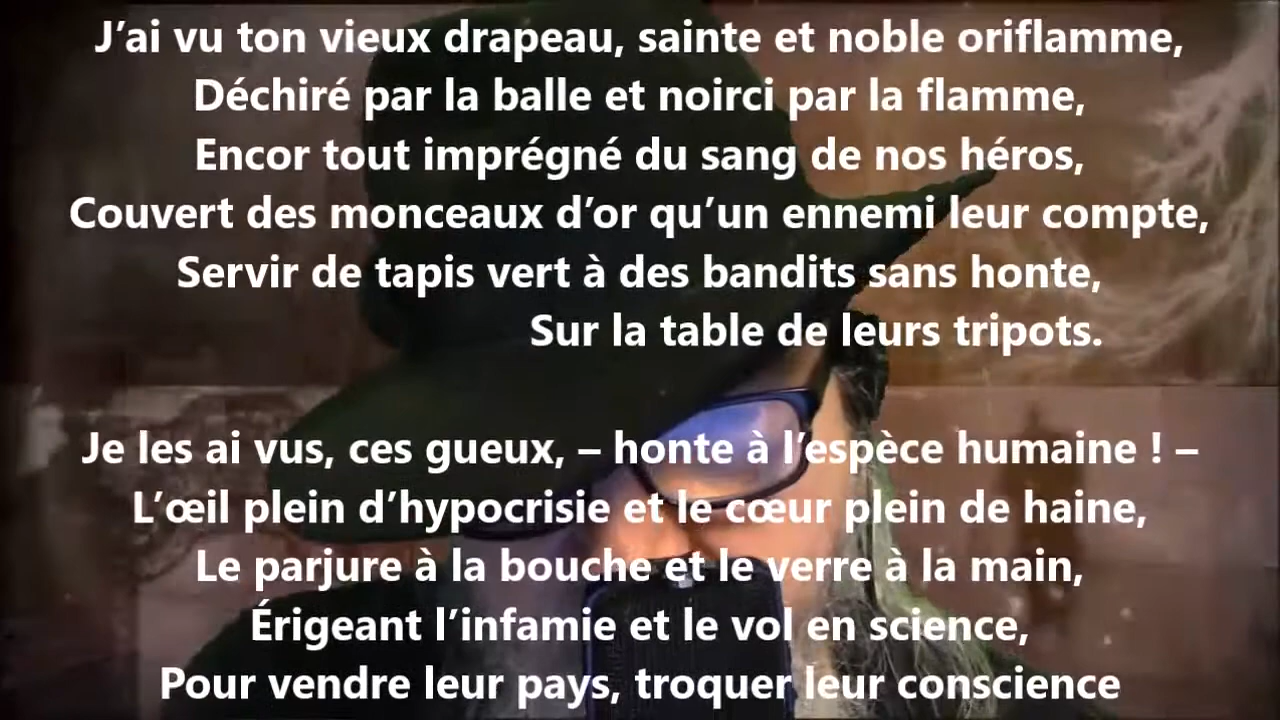 J’ai vu ton vieux drapeau, sainte et noble oriflamme,
Déchiré par la balle et noirci par la flamme,
Encor tout imprégné du sang de nos héros,
Couvert des monceaux d’or qu’un ennemi leur compte,
Servir de tapis vert à des bandits sans honte,
Sur la table de leurs tripots.
Je les ai vus, ces gueux, – honte à l’espèce humaine ! –
L’œil plein d’hypocrisie et le cœur plein de haine,
Le parjure à la bouche et le verre à la main,
Érigeant l’infamie et le vol en science,
Pour vendre leur pays, troquer leur conscience